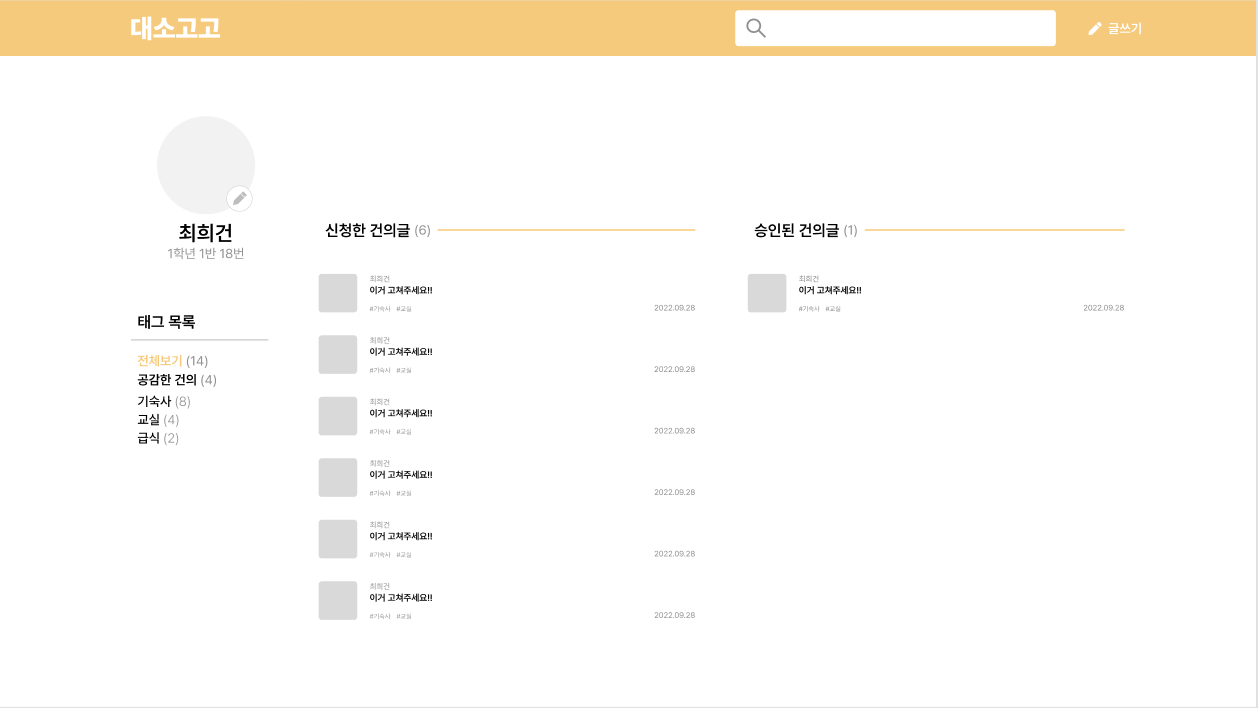 대소고고
글쓰기
최희건
1학년 1반 18번
태그 목록
전체보기 (14)
공감한 건의 (4)
기숙사 (8)
교실 (4)
급식 (2)
신청한 건의글 (6)
최희건
이거 고쳐주세요!!
#기숙사 #교실
2022.09.28
최희건
이거 고쳐주세요!!
#기숙사 #교실
2022.09.28
최희건
이거 고쳐주세요!!
#기숙사 #교실
2022.09.28
최희건
이거 고쳐주세요!!
#기숙사 #교실
2022.09.28
최희건
이거 고쳐주세요!!
#기숙사 #교실
2022.09.28
최희건
이거 고쳐주세요!!
#기숙사 #교실
2022.09.28
승인된 건의글 (1)
최희건
이거 고쳐주세요!!
#기숙사 #교실
2022.09.28